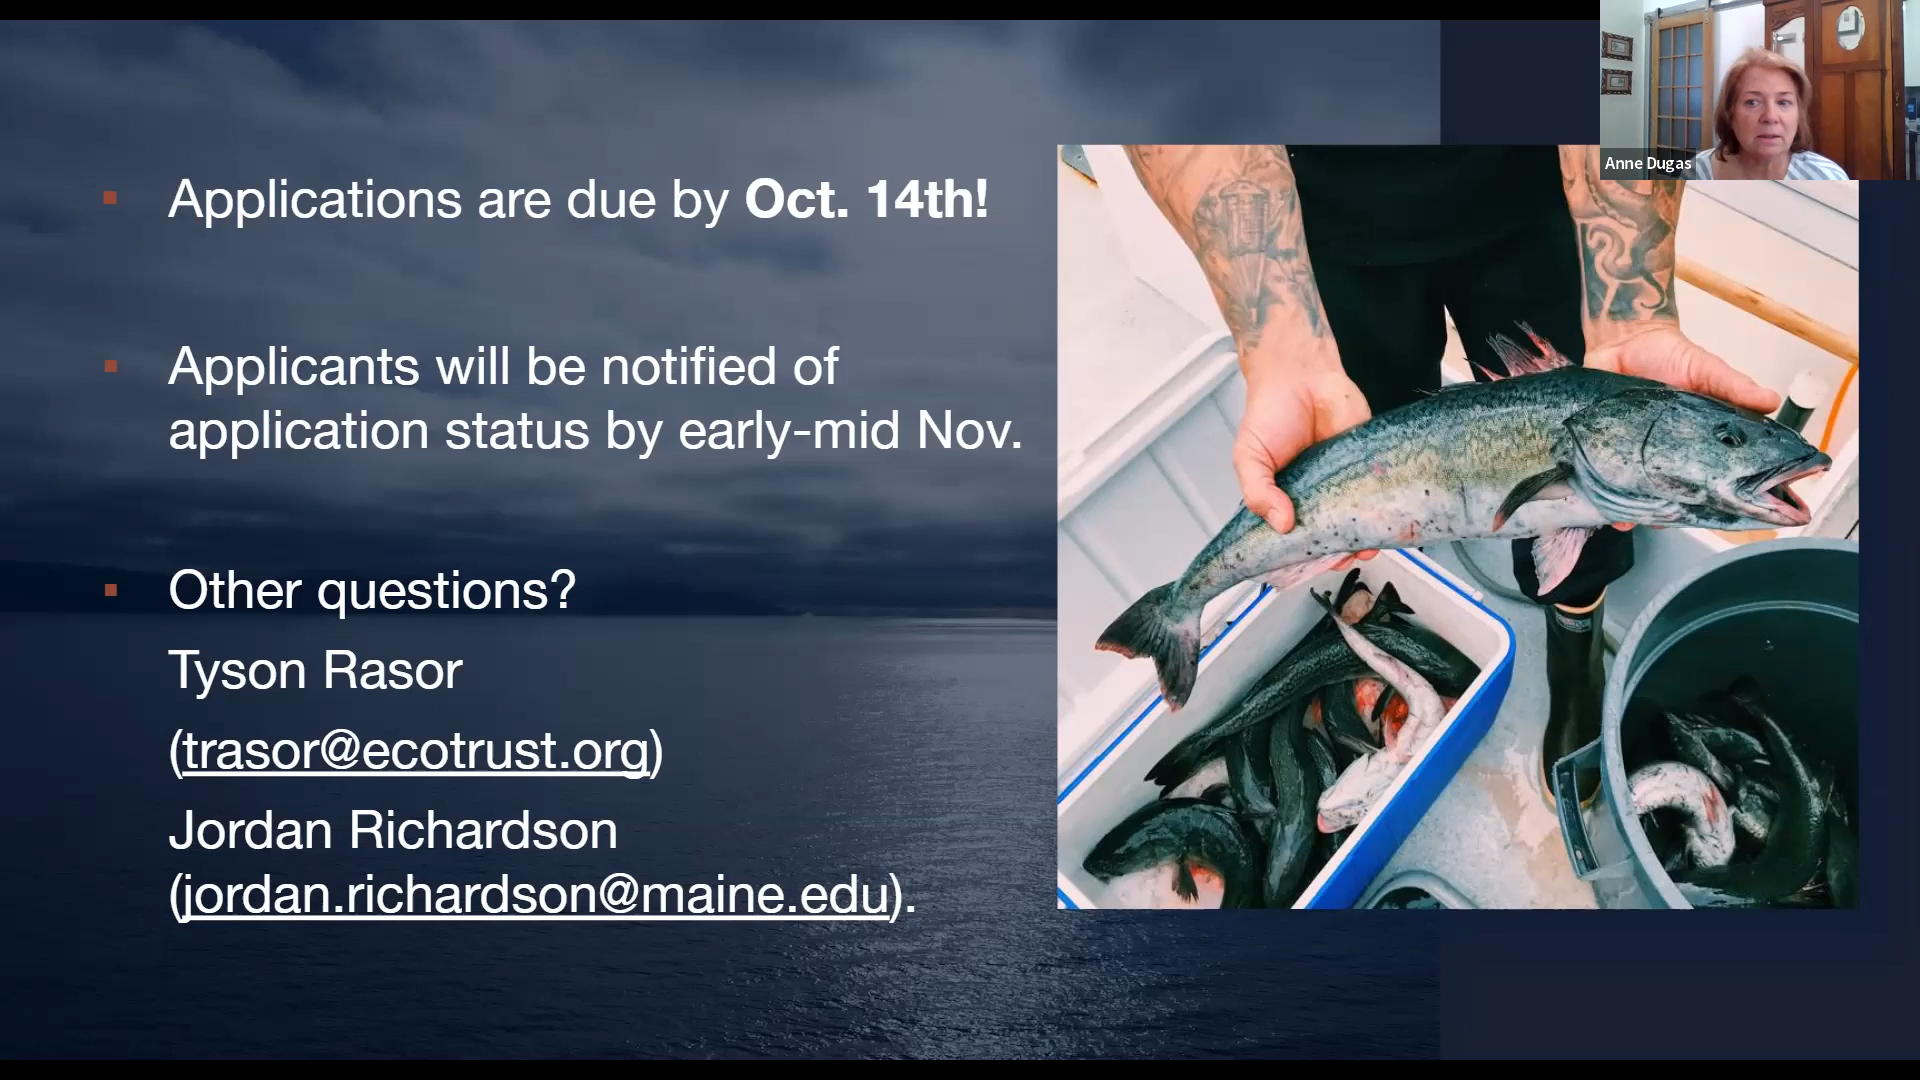 Anne Dugas
Applications are due by Oct. 14th!
Applicants will be notified of
application status by early-mid Nov.
Other questions?
Tyson Rasor
(trasor@ecotrust.org)
Jordan Richardson
(jordan.richardson@maine.edu).